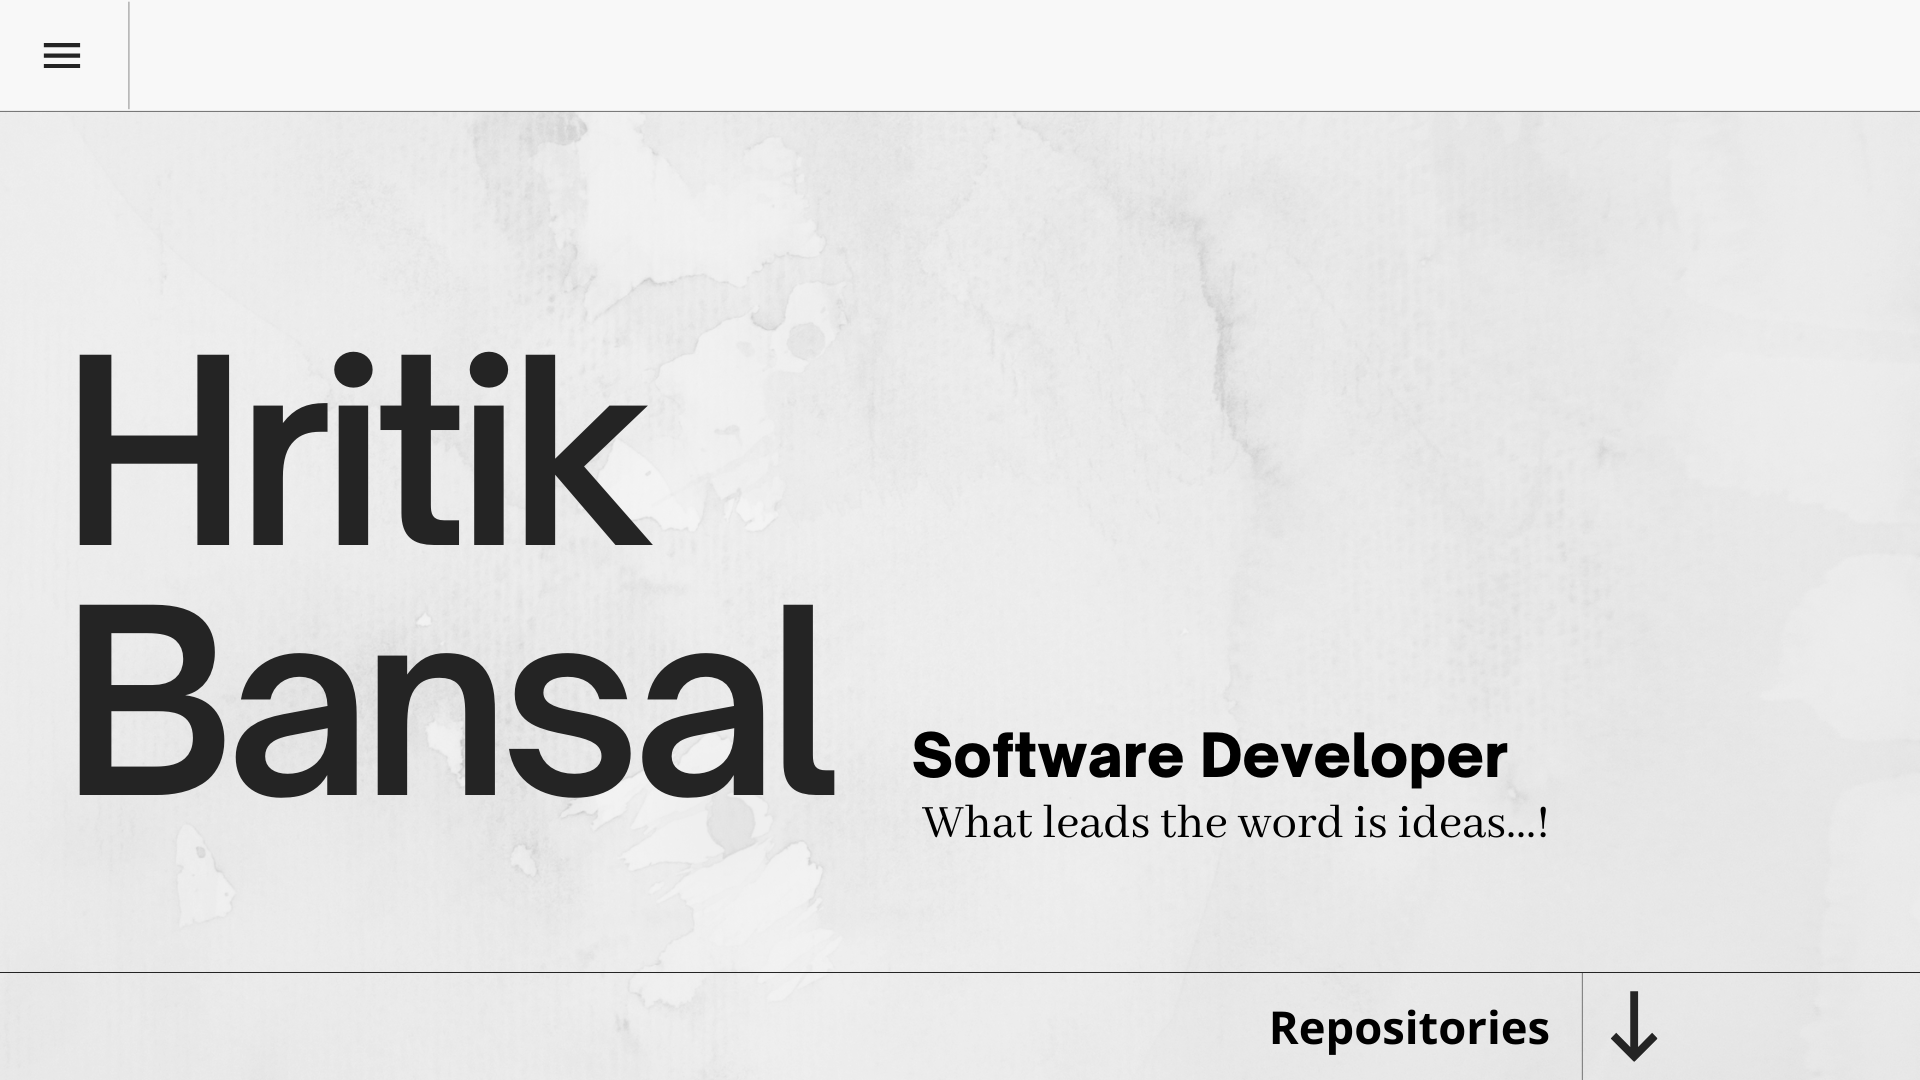 Hritik
Bansal
Software Developer
What leads the word is ideas...!
Repositories